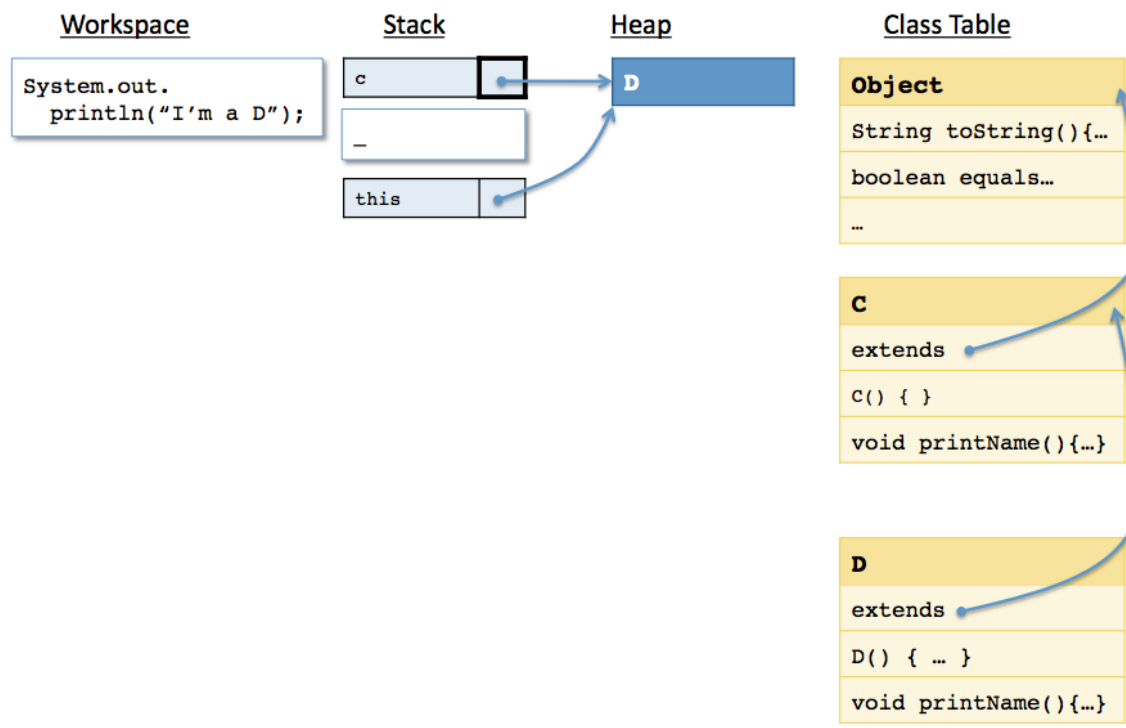 Workspace
Stack
Heap
Class Table
System.out.
println(“I’m a D”);
c
_
this
D
Object
String toString(){…
boolean equals…
…
C
extends
C() { }
void printName(){…}
D
extends
D() { … }
void printName(){…}